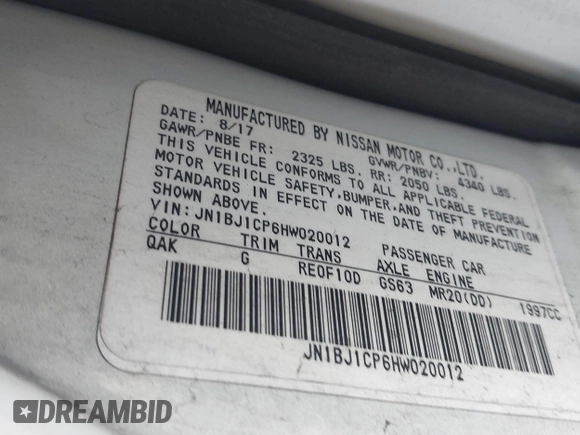 MANUFACTURED BY NISSAN MOTOR CO.,LTD.
DATE: 8/17 GVWR/PNBV: 4340 LBS.
GAWR/PNBE FR: 2325 LBS. RR: 2050 LBS.
THIS VEHICLE CONFORMS TO ALL APPLICABLE FEDERAL
MOTOR VEHICLE SAFETY,BUMPER,AND THEFT PREVENTION
STANDARDS IN EFFECT ON THE DATE OF MANUFACTURE
SHOWN ABOVE.
VIN: JN1BJ1CP6HW020012 PASSENGER CAR
COLOR TRIM TRANS AXLE ENGINE
QAK G RE0F10D GS63 MR20(DD) 1997CC
JN1BJ1CP6HW020012
DREAMBID